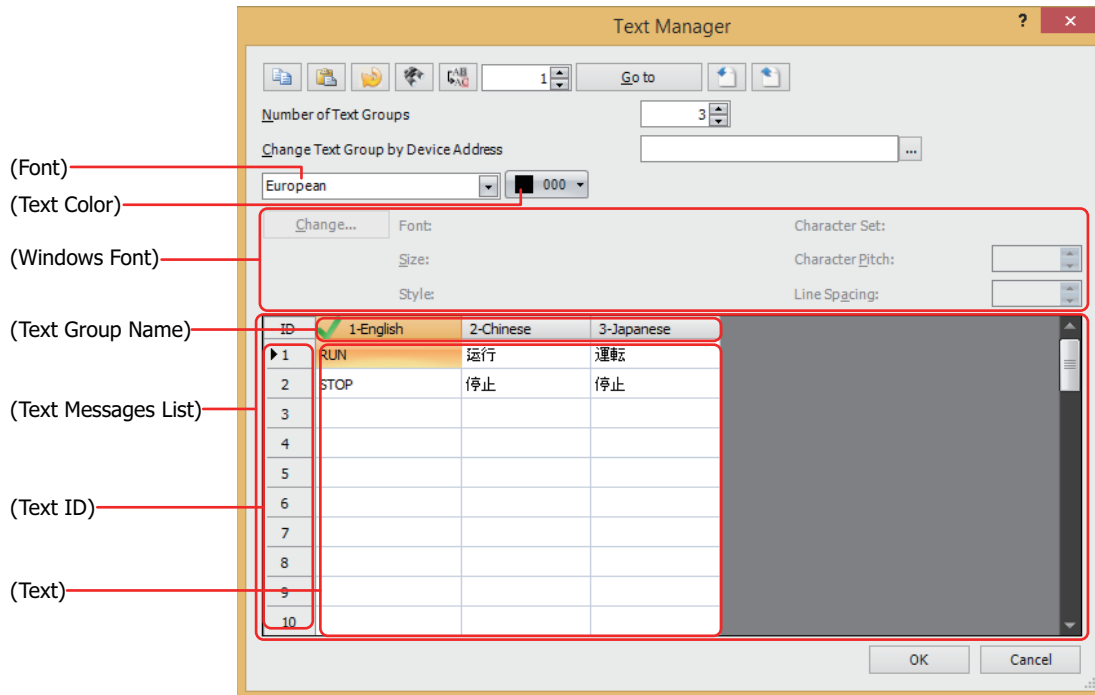 Text Manager
?
1
Go to
Number of Text Groups
3
Change Text Group by Device Address
...
(Font)
European
000
(Text Color)
Change...
Font:
Character Set:
(Windows Font)
Size:
Character Pitch:
Style:
Line Spacing:
(Text Group Name)
ID
1-English
2-Chinese
3-Japanese
1
RUN
运行
運転
2
STOP
停止
停止
(Text Messages List)
3
4
5
(Text ID)
6
7
8
(Text)
9
10
OK
Cancel